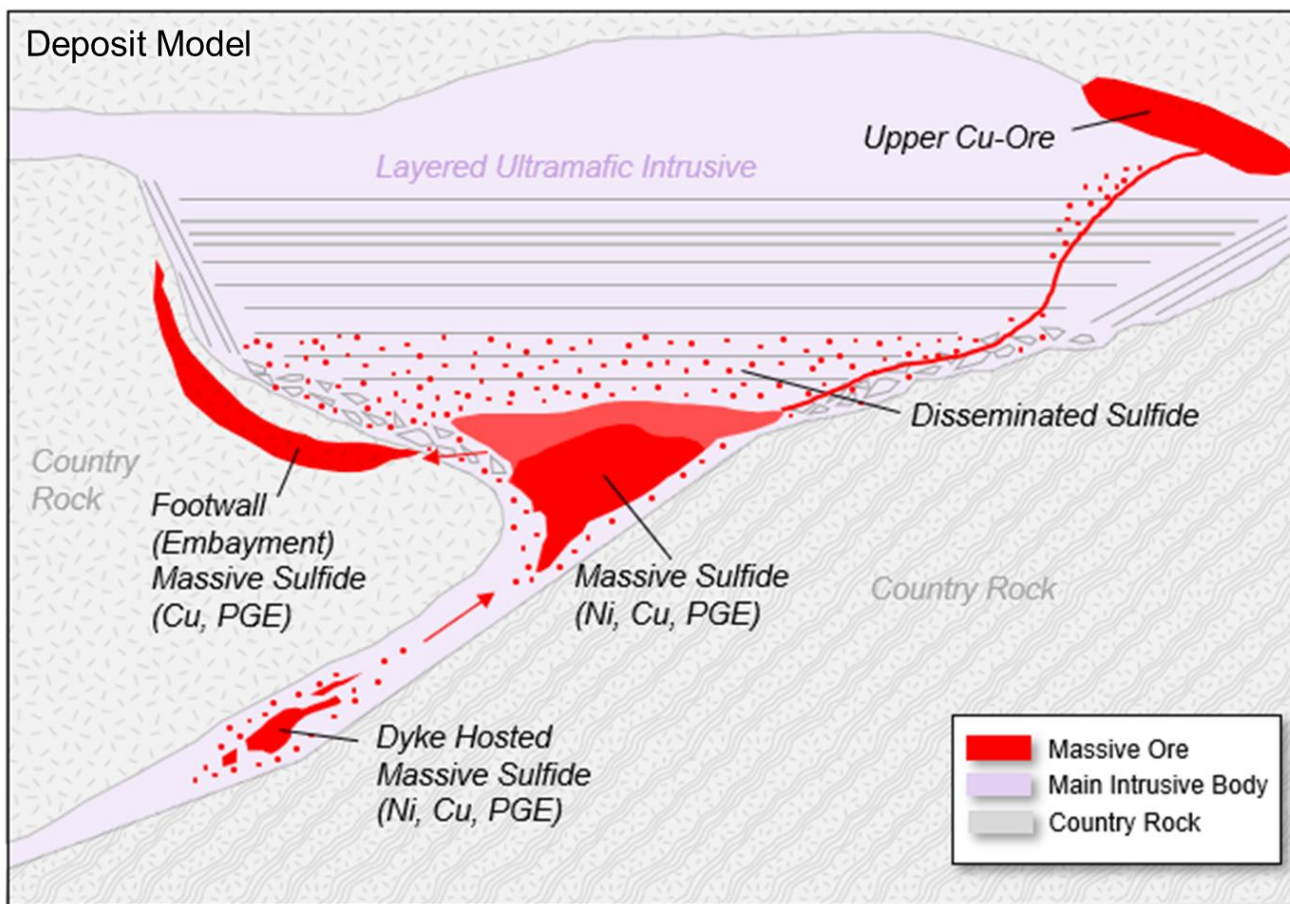 Deposit Model
Upper Cu-Ore
Layered Ultramafic Intrusive
Disseminated Sulfide
Country
Rock
Footwall
(Embayment)
Massive Sulfide
(Cu, PGE)
Massive Sulfide
(Ni, Cu, PGE)
Country Rock
Dyke Hosted
Massive Sulfide
(Ni, Cu, PGE)
Massive Ore
Main Intrusive Body
Country Rock